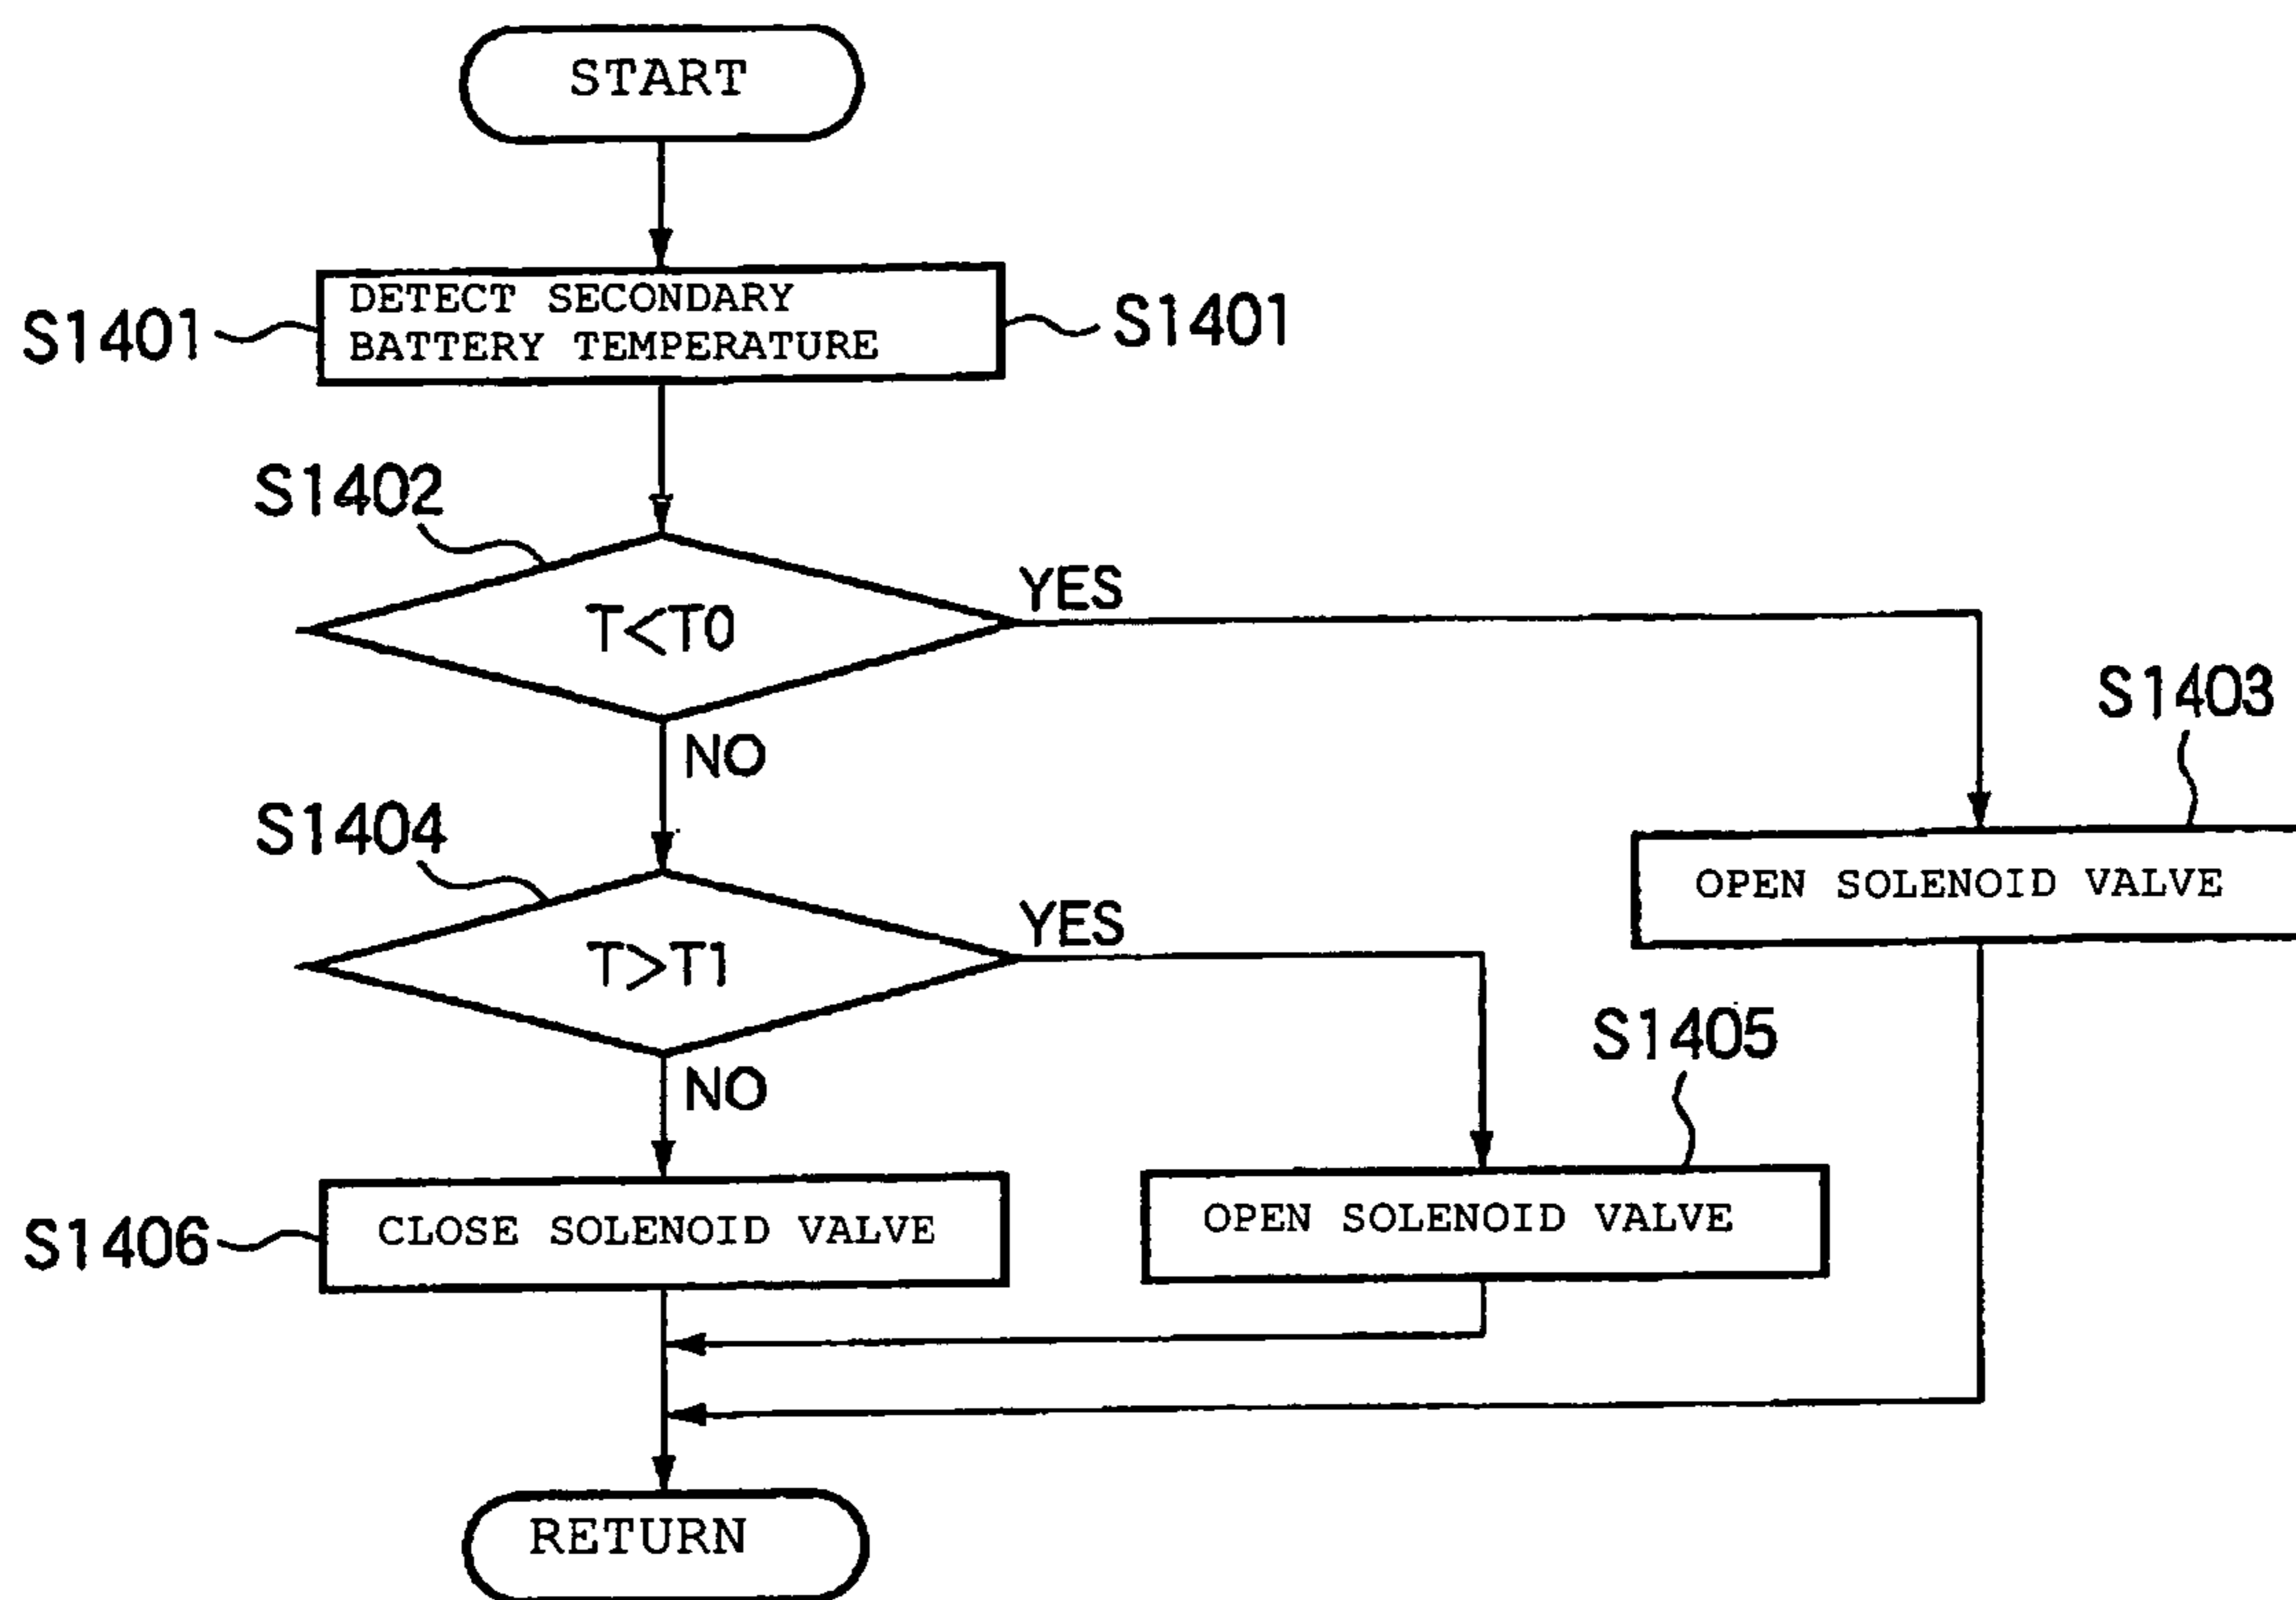 START
DETECT SECONDARY
BATTERY TEMPERATURE
S1401
S1401
S1402
T<T0
YES
NO
S1403
OPEN SOLENOID VALVE
S1404
T>T1
YES
NO
S1405
OPEN SOLENOID VALVE
S1406
CLOSE SOLENOID VALVE
RETURN